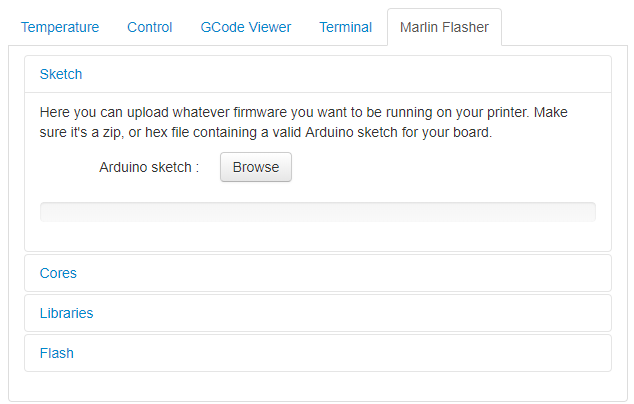 Temperature Control GCode Viewer Terminal Marlin Flasher
Sketch
Here you can upload whatever firmware you want to be running on your printer. Make
sure it's a zip, or hex file containing a valid Arduino sketch for your board.
Arduino sketch : Browse
Cores
Libraries
Flash